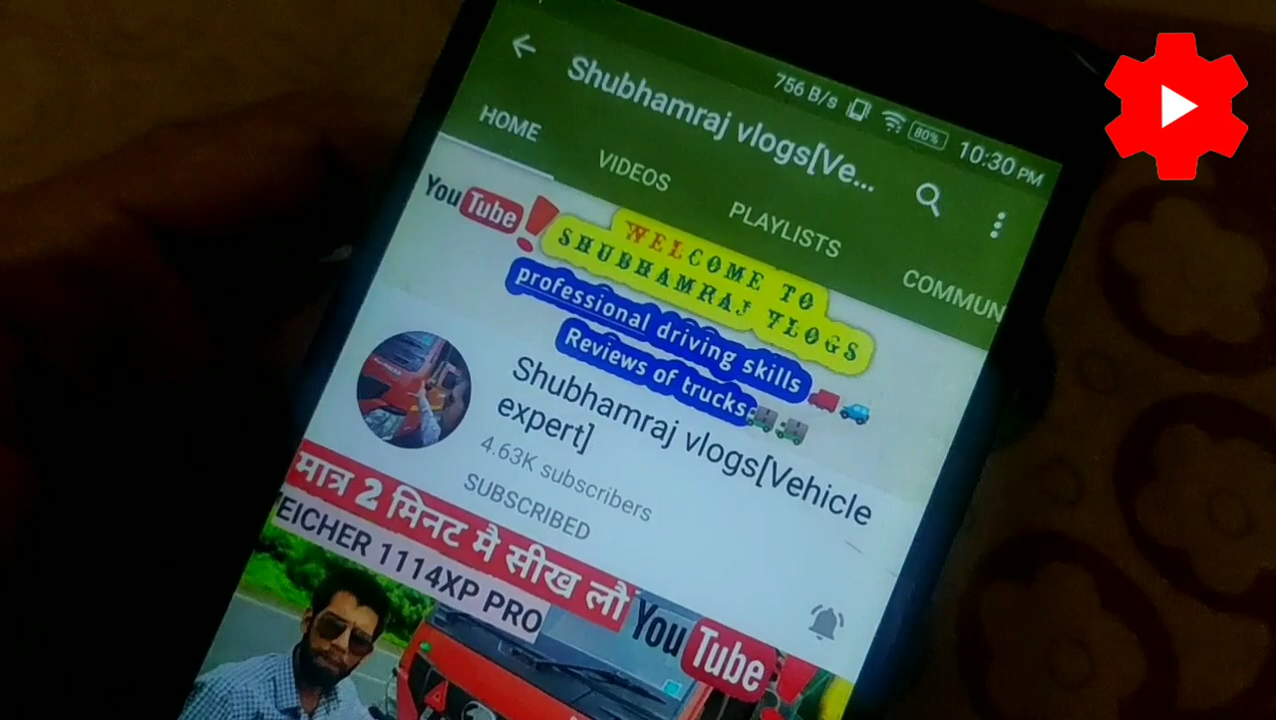 756 B/s 80% 10:30 PM
Shubhamraj vlogs[Ve...
HOME VIDEOS PLAYLISTS COMMUN
YouTube
WELCOME TO
SHUBHAMRAJ VLOGS
professional driving skills
Reviews of trucks
Shubhamraj vlogs[Vehicle
expert]
4.63K subscribers
SUBSCRIBED
मात्र 2 मिनट मै सीख लौ
EICHER 1114XP PRO
YouTube